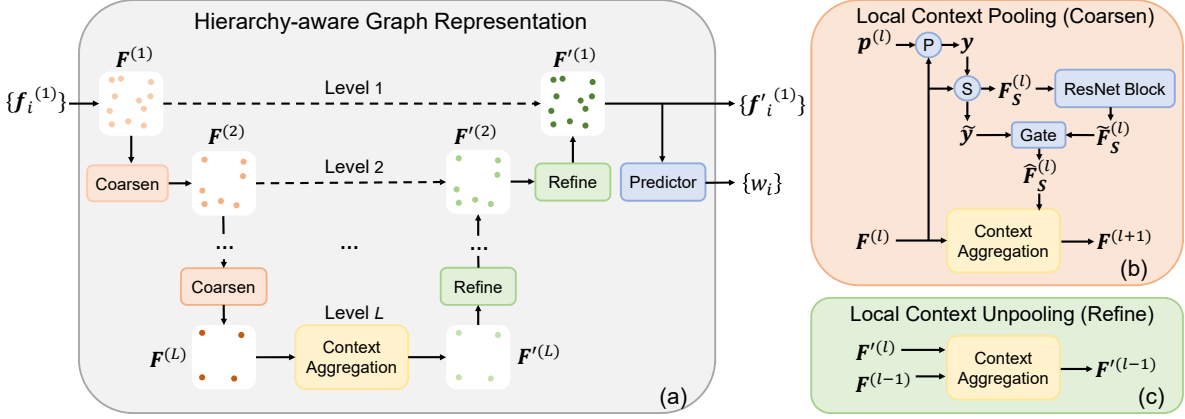 Hierarchy-aware Graph Representation
F^(1)
F'^(1)
{f_i^(1)}
Level 1
{f'_i^(1)}
F^(2)
F'^(2)
Coarsen
Level 2
Refine
Predictor
{w_i}
...
...
...
Coarsen
Refine
Level L
F^(L)
Context
Aggregation
F'^(L)
(a)
Local Context Pooling (Coarsen)
p^(l)
P
y
S
F_S^(l)
ResNet Block
ỹ
Gate
F̃_S^(l)
F̂_S^(l)
F^(l)
Context
Aggregation
F^(l+1)
(b)
Local Context Unpooling (Refine)
F'^(l)
F^(l−1)
Context
Aggregation
F'^(l−1)
(c)